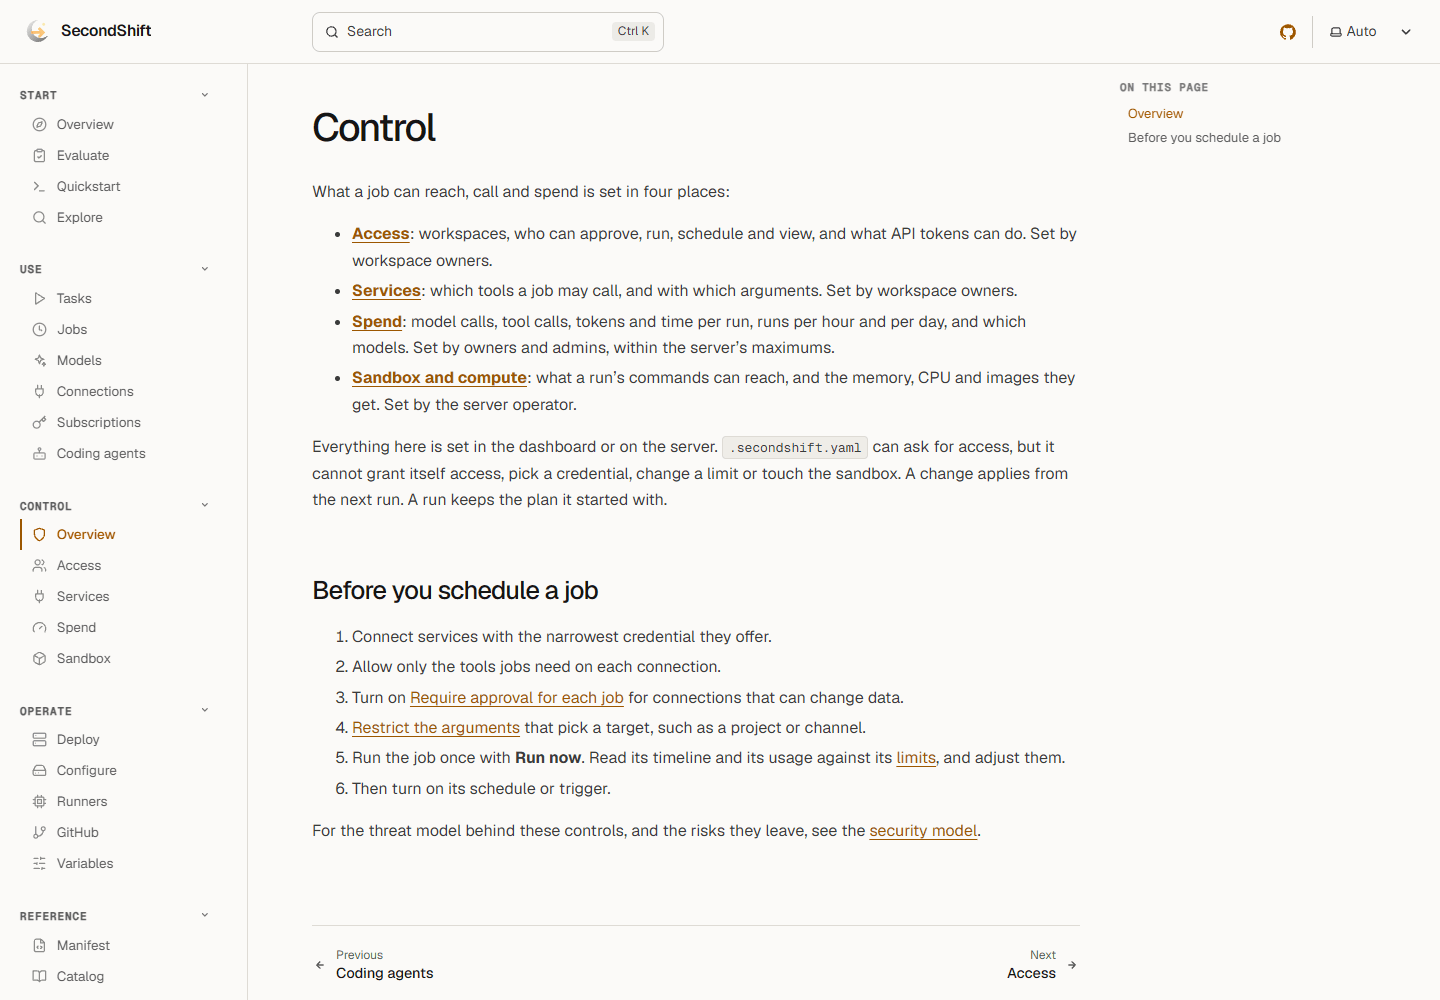 SecondShift
Search
Ctrl K
Auto
START
Overview
Evaluate
Quickstart
Explore
USE
Tasks
Jobs
Models
Connections
Subscriptions
Coding agents
CONTROL
Overview
Access
Services
Spend
Sandbox
OPERATE
Deploy
Configure
Runners
GitHub
Variables
REFERENCE
Manifest
Catalog
Control
What a job can reach, call and spend is set in four places:
• Access: workspaces, who can approve, run, schedule and view, and what API tokens can do. Set by
workspace owners.
• Services: which tools a job may call, and with which arguments. Set by workspace owners.
• Spend: model calls, tool calls, tokens and time per run, runs per hour and per day, and which
models. Set by owners and admins, within the server’s maximums.
• Sandbox and compute: what a run’s commands can reach, and the memory, CPU and images they
get. Set by the server operator.
Everything here is set in the dashboard or on the server. .secondshift.yaml can ask for access, but it
cannot grant itself access, pick a credential, change a limit or touch the sandbox. A change applies from
the next run. A run keeps the plan it started with.
Before you schedule a job
1. Connect services with the narrowest credential they offer.
2. Allow only the tools jobs need on each connection.
3. Turn on Require approval for each job for connections that can change data.
4. Restrict the arguments that pick a target, such as a project or channel.
5. Run the job once with Run now. Read its timeline and its usage against its limits, and adjust them.
6. Then turn on its schedule or trigger.
For the threat model behind these controls, and the risks they leave, see the security model.
Previous
Coding agents
Next
Access
ON THIS PAGE
Overview
Before you schedule a job